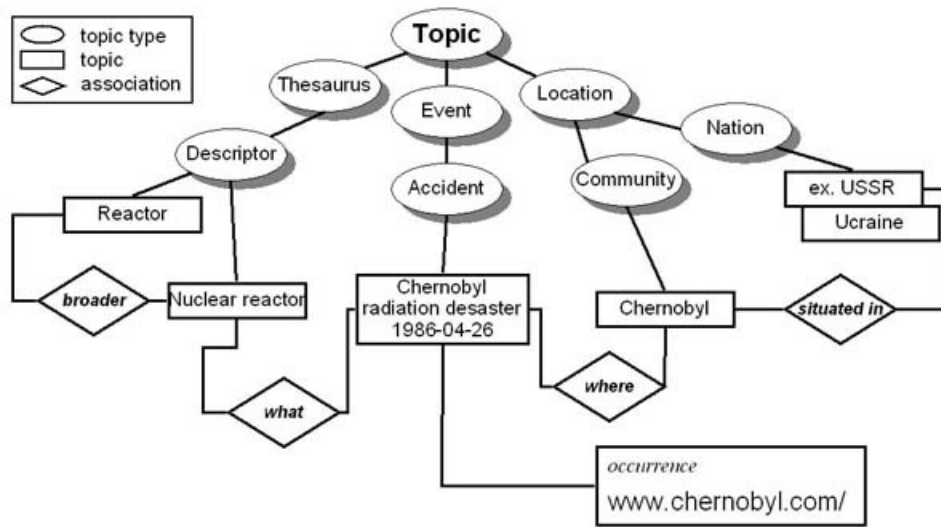 topic type
topic
association
Topic
Thesaurus
Event
Location
Nation
Descriptor
Accident
Community
Reactor
ex. USSR
Ucraine
broader
Nuclear reactor
Chernobyl
radiation desaster
1986-04-26
Chernobyl
situated in
what
where
occurrence
www.chernobyl.com/